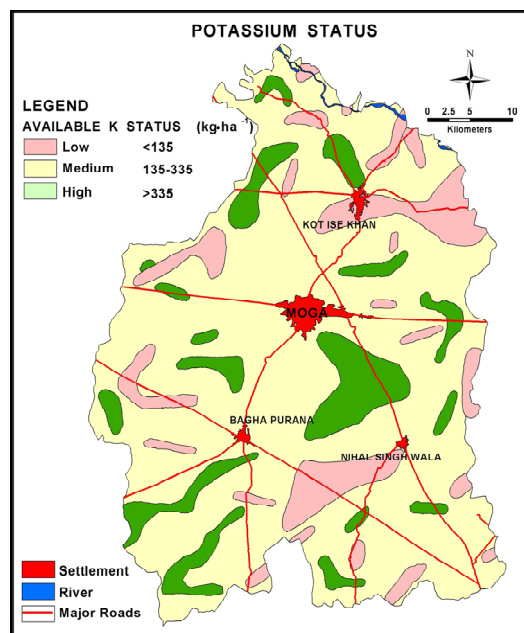 POTASSIUM STATUS
N
LEGEND
AVAILABLE K STATUS (kg-ha⁻¹)
Low <135
Medium 135-335
High >335
0 2.5 5 10
Kilometers
KOT ISE KHAN
MOGA
BAGHA PURANA
NIHAL SINGH WALA
Settlement
River
Major Roads